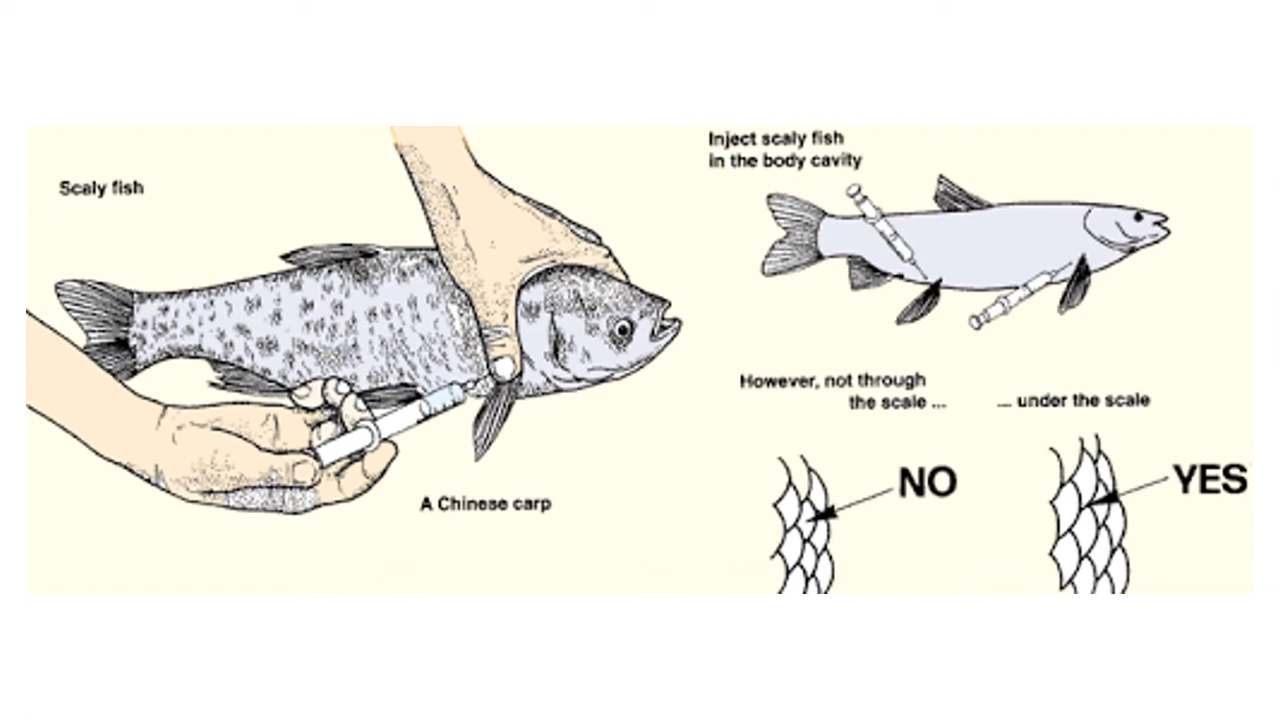 Scaly fish
A Chinese carp
Inject scaly fish
in the body cavity
However, not through
the scale ...
... under the scale
NO
YES